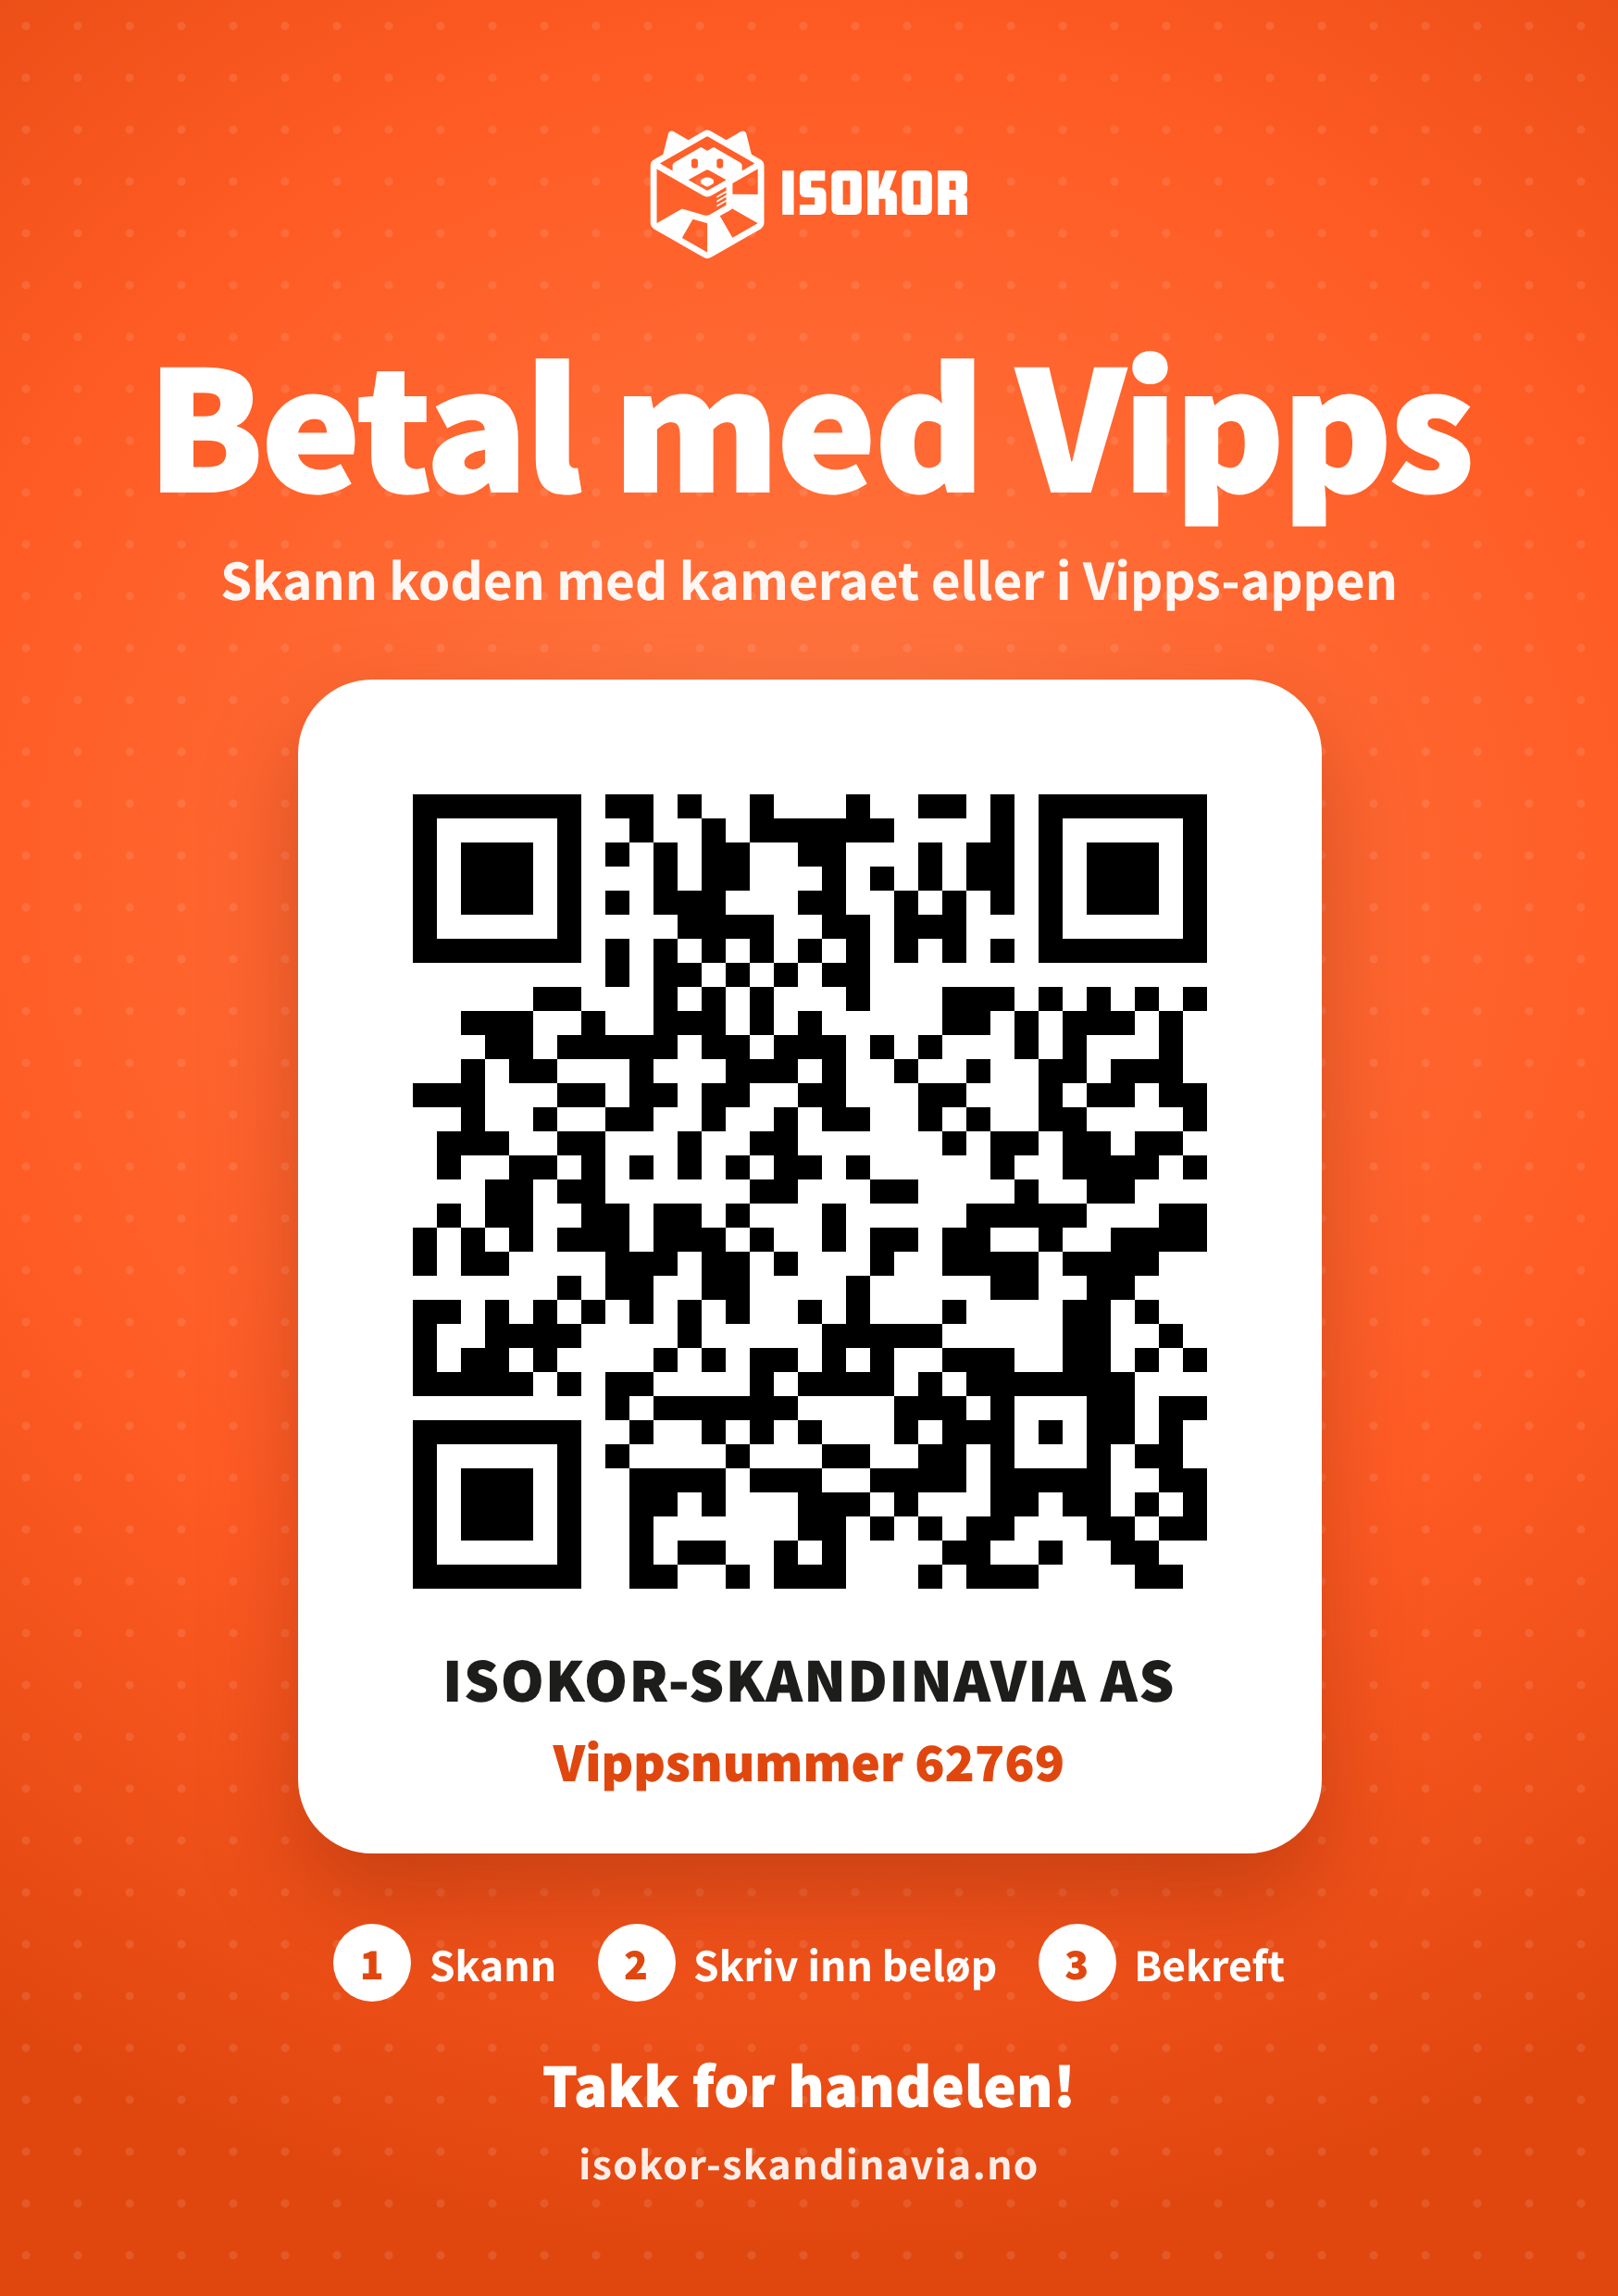 ISOKOR
Betal med Vipps
Skann koden med kameraet eller i Vipps-appen
ISOKOR-SKANDINAVIA AS
Vippsnummer 62769
1 Skann 2 Skriv inn beløp 3 Bekreft
Takk for handelen!
isokor-skandinavia.no